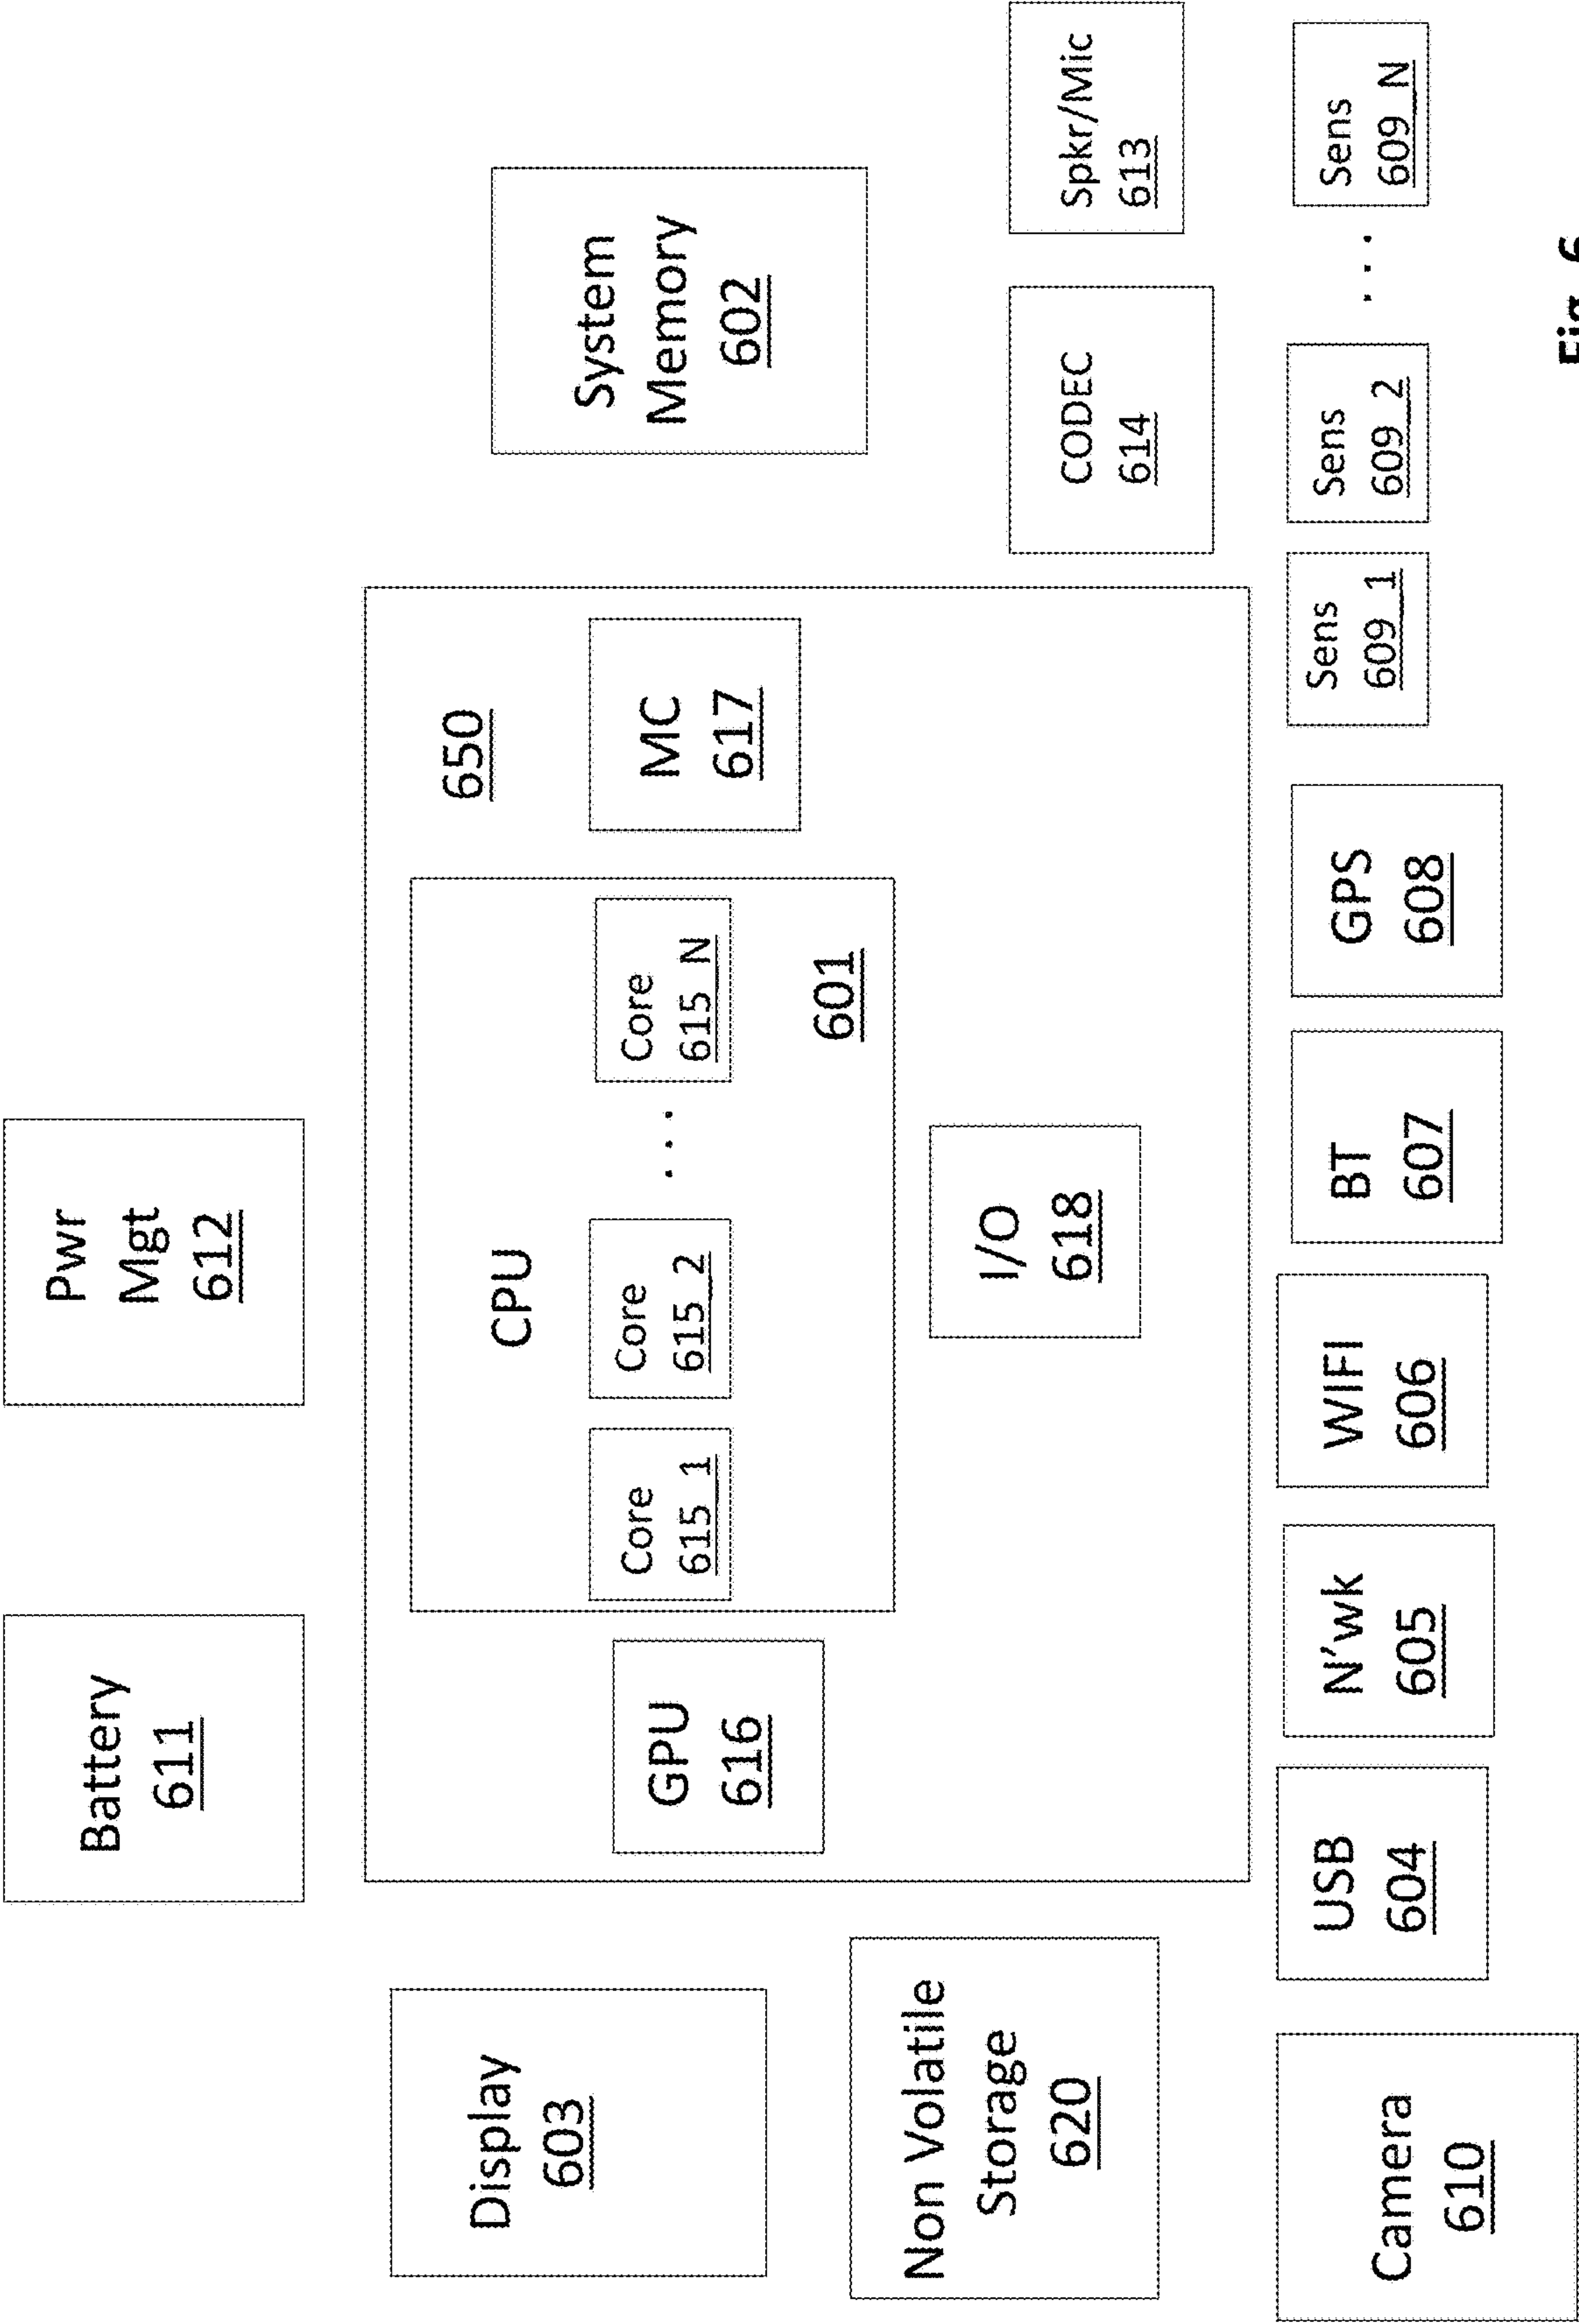 Battery
611
Pwr
Mgt
612
Display
603
650
CPU
System
Memory
602
GPU
616
Core
615_1
Core
615_2
. . .
Core
615_N
601
MC
617
Non Volatile
Storage
620
I/O
618
CODEC
614
Spkr/Mic
613
Camera
610
USB
604
N'wk
605
WIFI
606
BT
607
GPS
608
Sens
609_1
Sens
609_2
. . .
Sens
609_N
Fig. 6